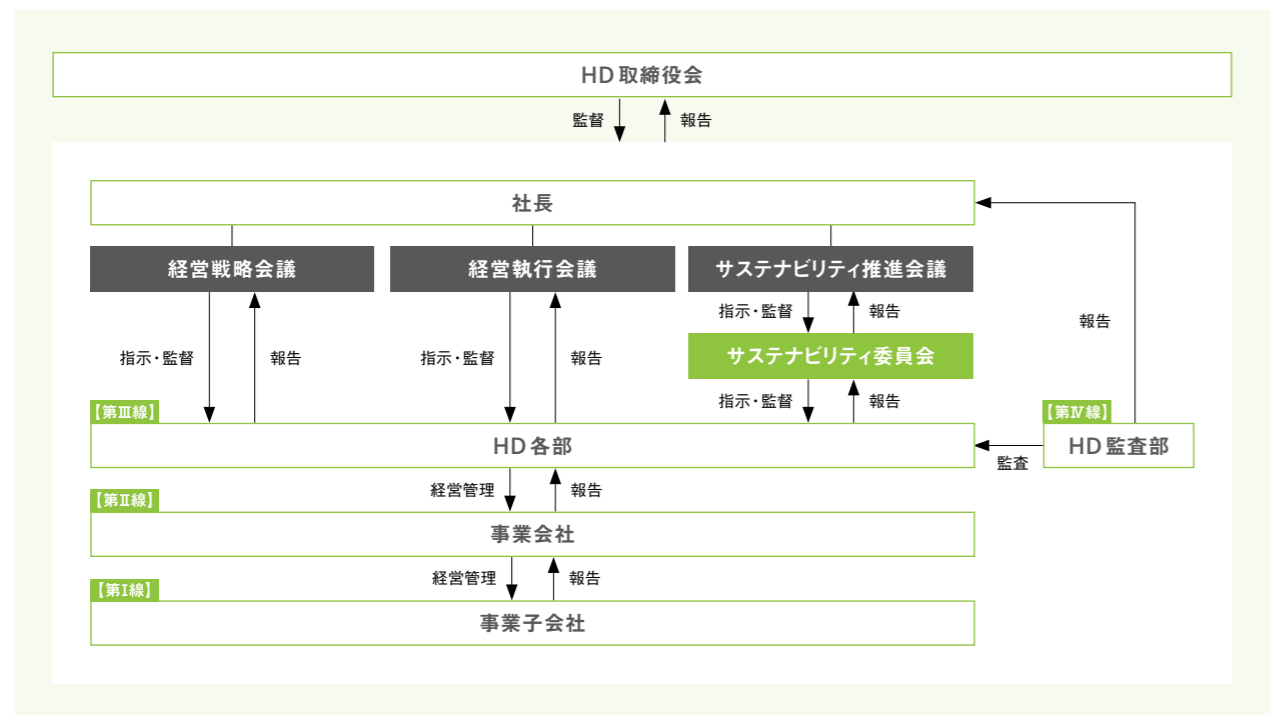 HD取締役会
監督
報告
社長
経営戦略会議
経営執行会議
サステナビリティ推進会議
指示・監督
報告
報告
サステナビリティ委員会
指示・監督
報告
指示・監督
報告
指示・監督
報告
【第Ⅲ線】
【第Ⅳ線】
HD各部
HD監査部
監査
経営管理
報告
【第Ⅱ線】
事業会社
経営管理
報告
【第Ⅰ線】
事業子会社